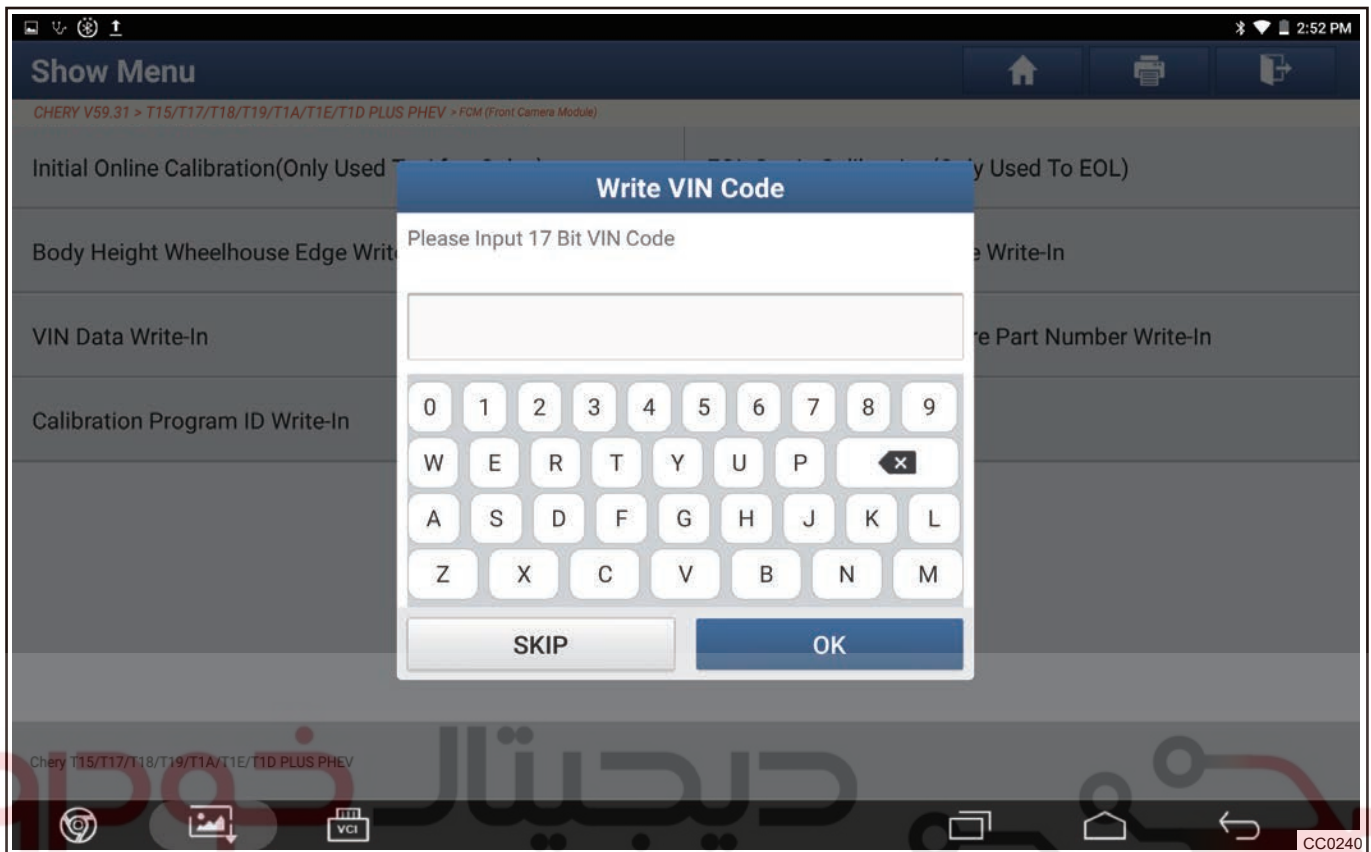 2:52 PM
Show Menu
CHERY V59.31 > T15/T17/T18/T19/T1A/T1E/T1D PLUS PHEV > FCM (Front Camera Module)
Initial Online Calibration(Only Used
y Used To EOL)
Write VIN Code
Please Input 17 Bit VIN Code
Body Height Wheelhouse Edge Write
e Write-In
VIN Data Write-In
re Part Number Write-In
Calibration Program ID Write-In
0 1 2 3 4 5 6 7 8 9
W E R T Y U P
A S D F G H J K L
Z X C V B N M
SKIP
OK
Chery T15/T17/T18/T19/T1A/T1E/T1D PLUS PHEV
دیجیتال خودرو
VCI
CC0240